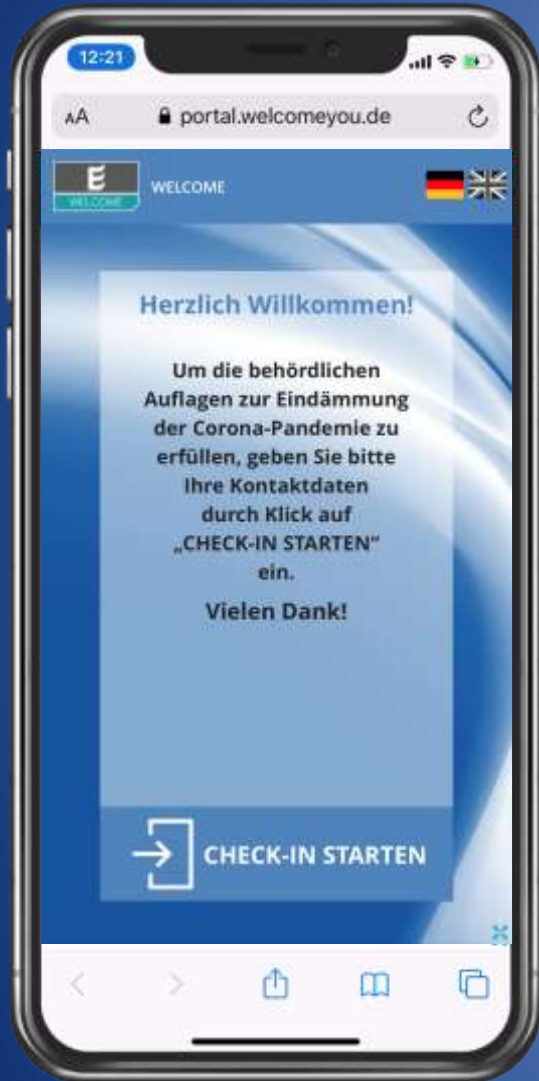 12:21
AA
portal.welcomeyou.de
E
WELCOME
WELCOME
Herzlich Willkommen!
Um die behördlichen
Auflagen zur Eindämmung
der Corona-Pandemie zu
erfüllen, geben Sie bitte
Ihre Kontaktdaten
durch Klick auf
„CHECK-IN STARTEN"
ein.
Vielen Dank!
CHECK-IN STARTEN